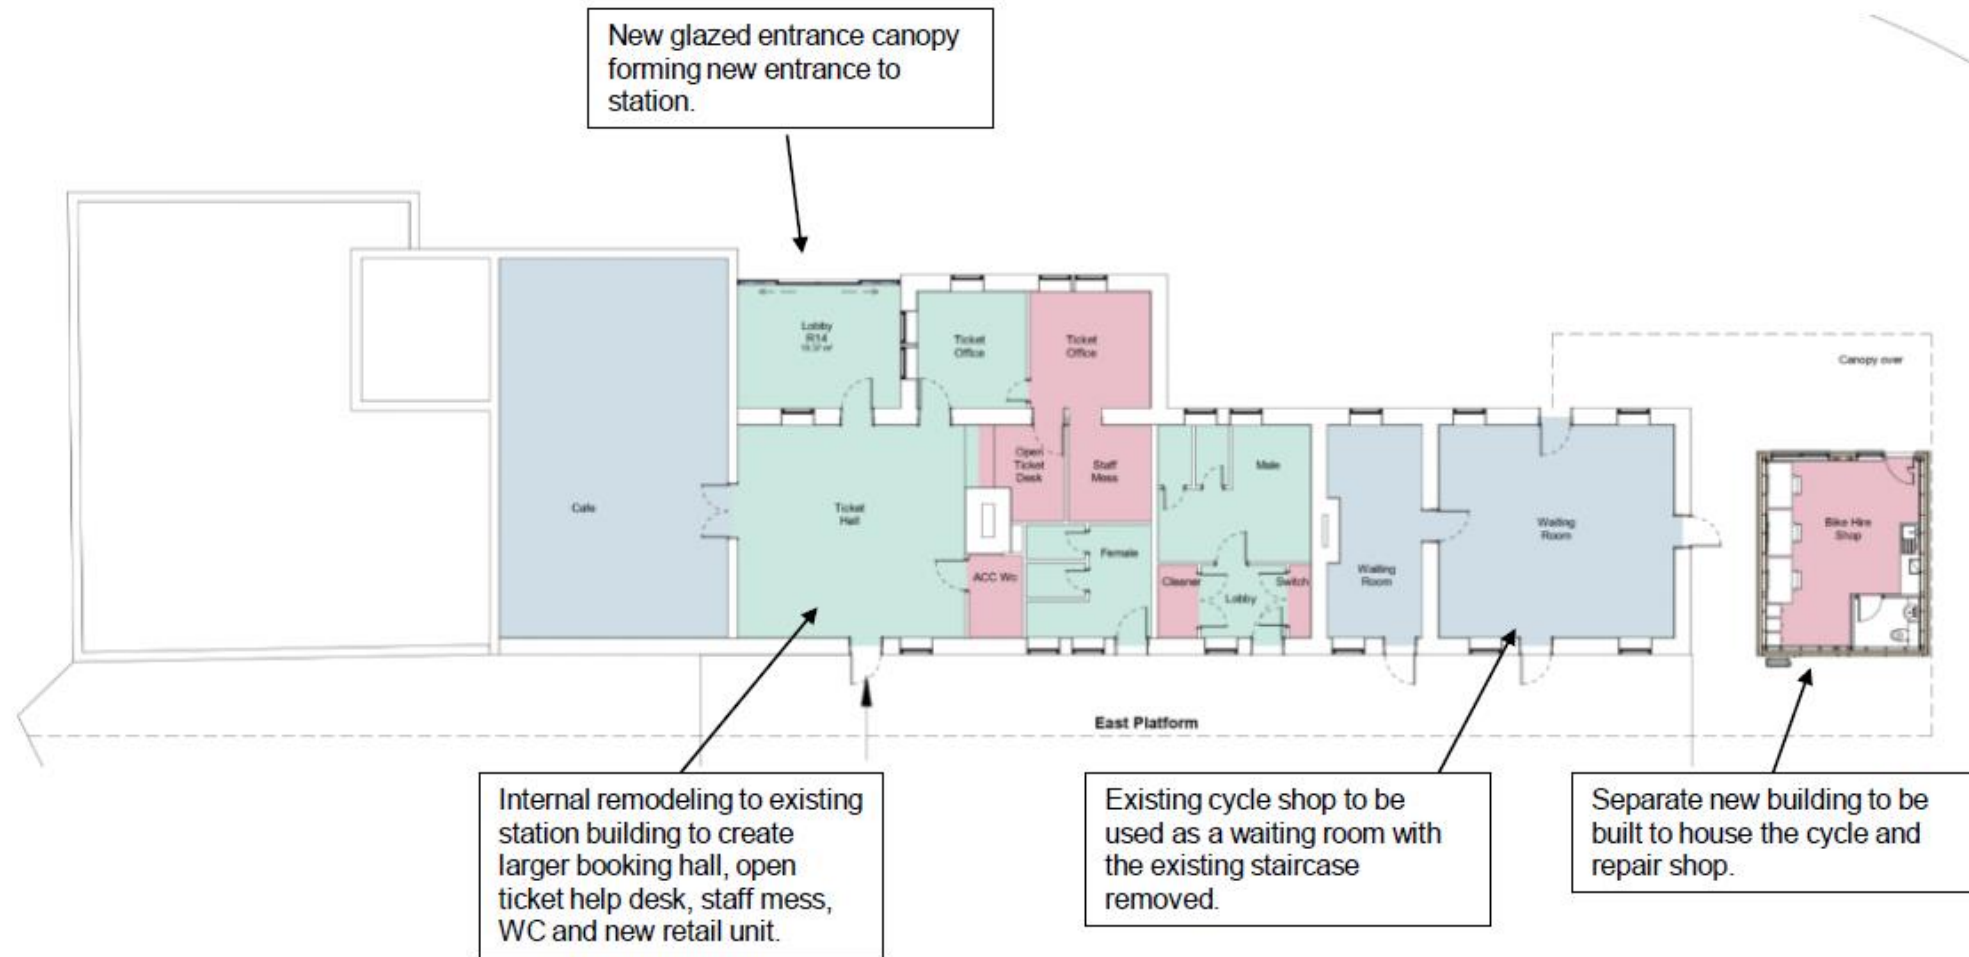 New glazed entrance canopy
forming new entrance to
station.
Lobby
R14
Ticket
Office
Ticket
Office
Canopy over
Open
Ticket
Desk
Staff
Mess
Male
Cafe
Ticket
Hall
Waiting
Room
Bike Hire
Shop
Female
ACC Wc
Cleaner
Lobby
Switch
Waiting
Room
East Platform
Internal remodeling to existing
station building to create
larger booking hall, open
ticket help desk, staff mess,
WC and new retail unit.
Existing cycle shop to be
used as a waiting room with
the existing staircase
removed.
Separate new building to be
built to house the cycle and
repair shop.